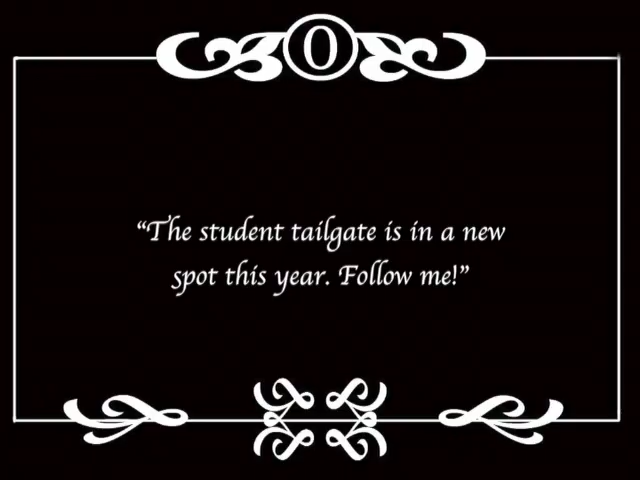 O
“The student tailgate is in a new
spot this year. Follow me!”